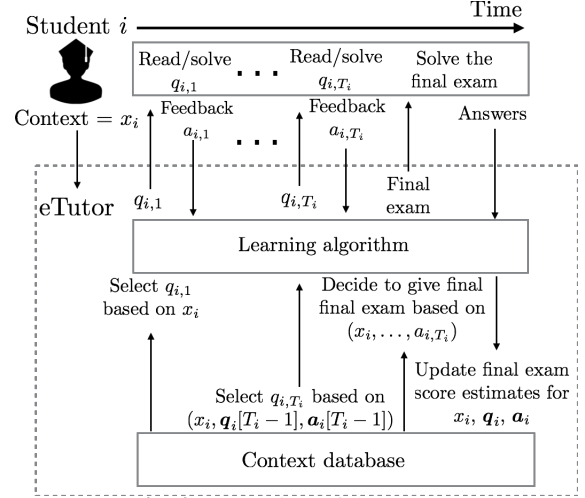 Time
Student i
Read/solve
q_{i,1}
Read/solve
q_{i,T_i}
Solve the
final exam
Context = x_i
Feedback
a_{i,1}
Feedback
a_{i,T_i}
Answers
eTutor
q_{i,1}
q_{i,T_i}
Final
exam
Learning algorithm
Select q_{i,1}
based on x_i
Decide to give final
final exam based on
(x_i, . . . , a_{i,T_i})
Select q_{i,T_i} based on
(x_i, q_i[T_i − 1], a_i[T_i − 1])
Update final exam
score estimates for
x_i, q_i, a_i
Context database